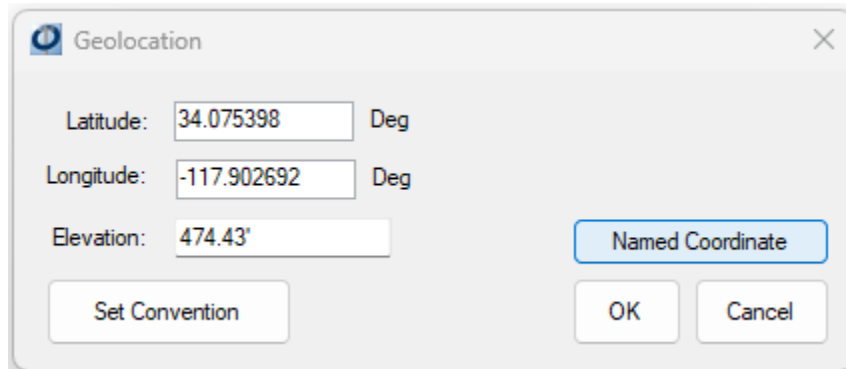 Geolocation
Latitude: 34.075398 Deg
Longitude: -117.902692 Deg
Elevation: 474.43'
Named Coordinate
Set Convention OK Cancel